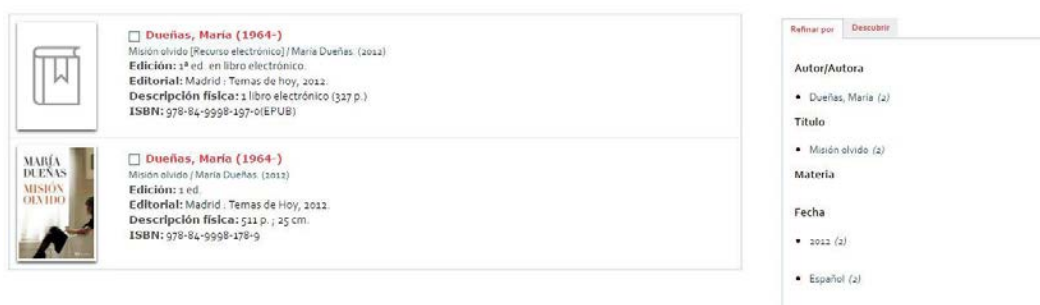 Dueñas, María (1964-)
Misión olvido [Recurso electrónico] / María Dueñas. (2012)
Edición: 1ª ed. en libro electrónico.
Editorial: Madrid : Temas de hoy, 2012.
Descripción física: 1 libro electrónico (327 p.)
ISBN: 978-84-9998-197-0(EPUB)
MARÍA
DUEÑAS
MISIÓN
OLVIDO
Dueñas, María (1964-)
Misión olvido / María Dueñas. (2012)
Edición: 1 ed.
Editorial: Madrid : Temas de Hoy, 2012.
Descripción física: 511 p. ; 25 cm.
ISBN: 978-84-9998-178-9
Refinar por Descubrir
Autor/Autora
Dueñas, María (2)
Título
Misión olvido (2)
Materia
Fecha
2012 (2)
Español (2)